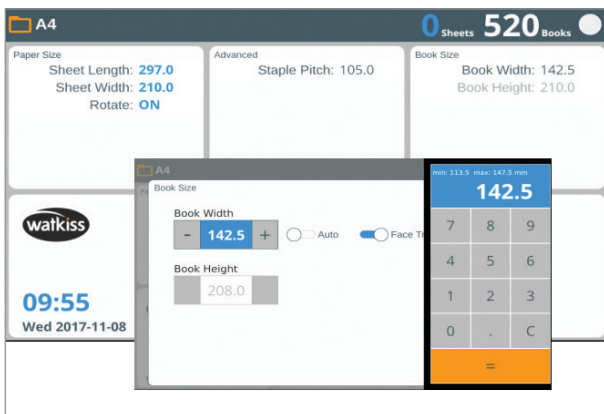 A4
0 Sheets 520 Books
Paper Size
Sheet Length: 297.0
Sheet Width: 210.0
Rotate: ON
Advanced
Staple Pitch: 105.0
Book Size
Book Width: 142.5
Book Height: 210.0
watkiss
09:55
Wed 2017-11-08
A4
Book Size
Book Width
- 142.5 + Auto Face Tr
Book Height
208.0
min: 113.5 max: 147.5 mm
142.5
7 8 9
4 5 6
1 2 3
0 . C
=